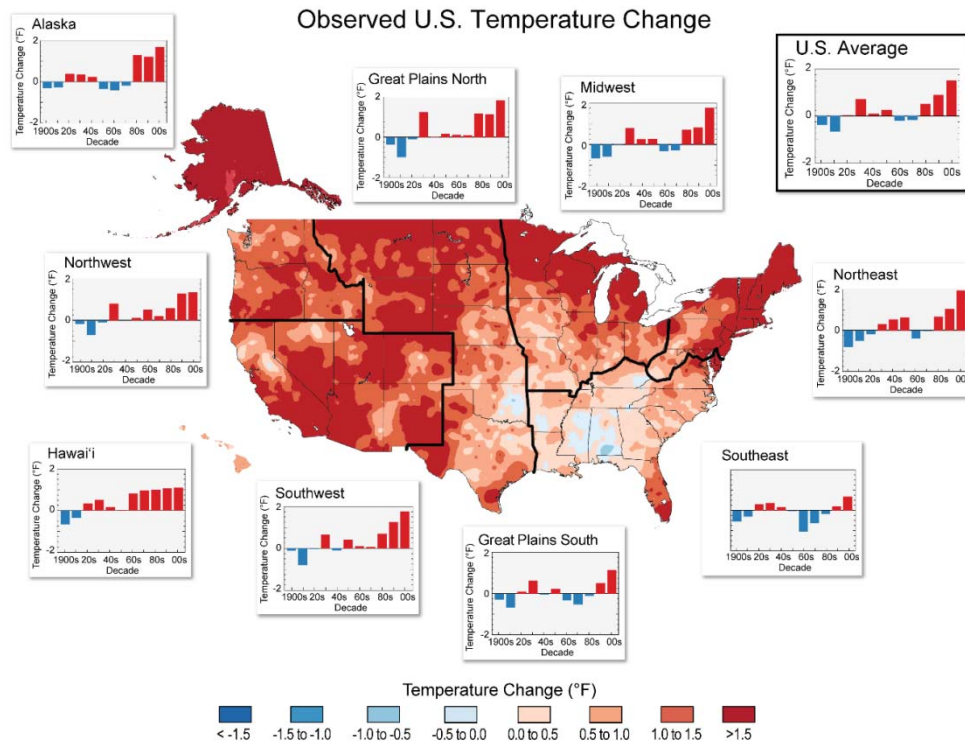 Observed U.S. Temperature Change
Alaska
Temperature Change (°F)
2
0
-2
1900s 20s 40s 60s 80s 00s
Decade
Great Plains North
Temperature Change (°F)
2
0
-2
1900s 20s 40s 60s 80s 00s
Decade
Midwest
Temperature Change (°F)
2
0
-2
1900s 20s 40s 60s 80s 00s
Decade
U.S. Average
Temperature Change (°F)
2
0
-2
1900s 20s 40s 60s 80s 00s
Decade
Northwest
Temperature Change (°F)
2
0
-2
1900s 20s 40s 60s 80s 00s
Decade
Northeast
Temperature Change (°F)
2
0
-2
1900s 20s 40s 60s 80s 00s
Decade
Hawai'i
Temperature Change (°F)
2
0
-2
1900s 20s 40s 60s 80s 00s
Decade
Southwest
Temperature Change (°F)
2
0
-2
1900s 20s 40s 60s 80s 00s
Decade
Great Plains South
Temperature Change (°F)
2
0
-2
1900s 20s 40s 60s 80s 00s
Decade
Southeast
Temperature Change (°F)
2
0
-2
1900s 20s 40s 60s 80s 00s
Decade
Temperature Change (°F)
< -1.5 -1.5 to -1.0 -1.0 to -0.5 -0.5 to 0.0 0.0 to 0.5 0.5 to 1.0 1.0 to 1.5 >1.5